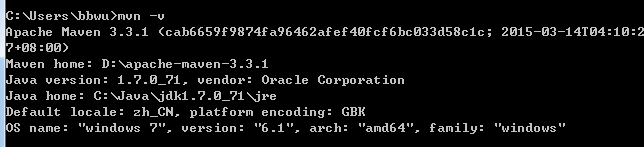 C:\Users\bbwu>mvn -v
Apache Maven 3.3.1 (cab6659f9874fa96462afef40fcf6bc033d58c1c; 2015-03-14T04:10:2
7+08:00)
Maven home: D:\apache-maven-3.3.1
Java version: 1.7.0_71, vendor: Oracle Corporation
Java home: C:\Java\jdk1.7.0_71\jre
Default locale: zh_CN, platform encoding: GBK
OS name: "windows 7", version: "6.1", arch: "amd64", family: "windows"